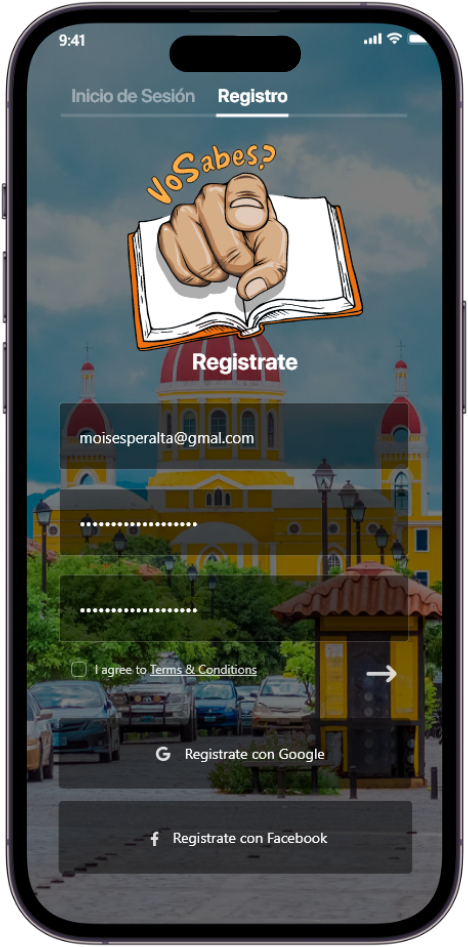 9:41
Inicio de Sesión Registro
VoSabes?
Registrate
moisesperalta@gmal.com
•••••••••••••••••••
•••••••••••••••••••
I agree to Terms & Conditions
Registrate con Google
Registrate con Facebook